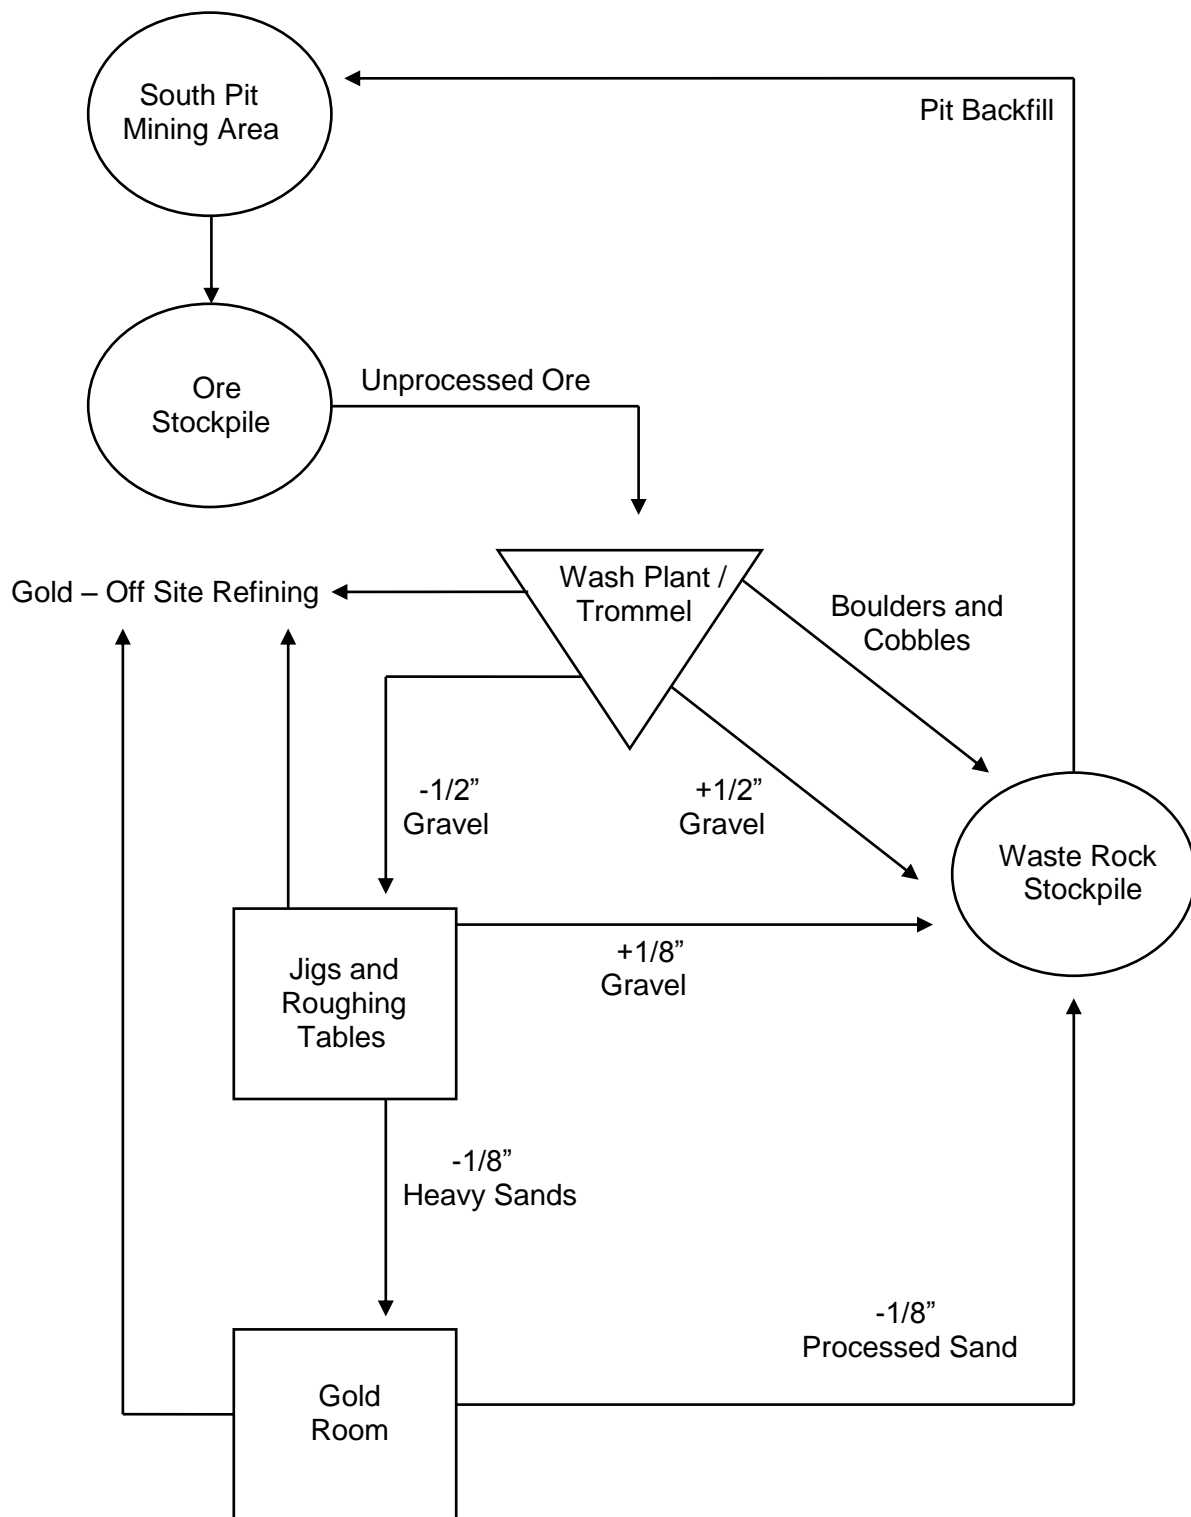 South Pit
Mining Area
Pit Backfill
Ore
Stockpile
Unprocessed Ore
Gold – Off Site Refining
Wash Plant /
Trommel
Boulders and
Cobbles
-1/2”
Gravel
+1/2”
Gravel
Waste Rock
Stockpile
Jigs and
Roughing
Tables
+1/8”
Gravel
-1/8”
Heavy Sands
-1/8”
Processed Sand
Gold
Room